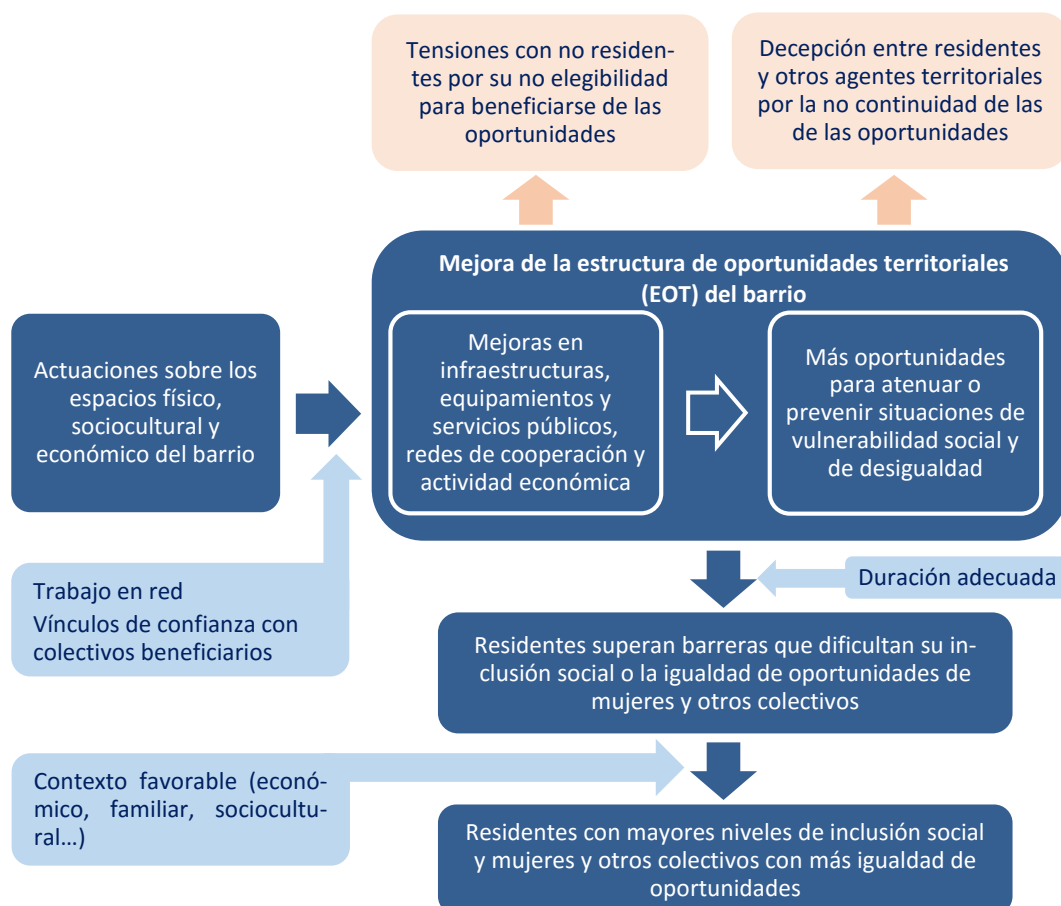 Tensiones con no residen-
tes por su no elegibilidad
para beneficiarse de las
oportunidades
Decepción entre residentes
y otros agentes territoriales
por la no continuidad de las
de las oportunidades
Mejora de la estructura de oportunidades territoriales
(EOT) del barrio
Actuaciones sobre los
espacios físico,
sociocultural y
económico del barrio
Mejoras en
infraestructuras,
equipamientos y
servicios públicos,
redes de cooperación y
actividad económica
Más oportunidades
para atenuar o
prevenir situaciones de
vulnerabilidad social y
de desigualdad
Trabajo en red
Vínculos de confianza con
colectivos beneficiarios
Duración adecuada
Residentes superan barreras que dificultan su in-
clusión social o la igualdad de oportunidades de
mujeres y otros colectivos
Contexto favorable (econó-
mico, familiar, sociocultu-
ral…)
Residentes con mayores niveles de inclusión social
y mujeres y otros colectivos con más igualdad de
oportunidades